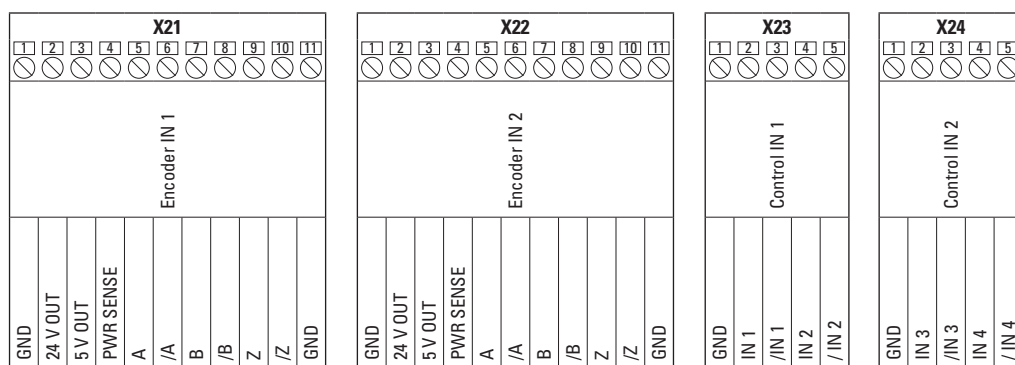 X21
1 2 3 4 5 6 7 8 9 10 11
Encoder IN 1
GND
24 V OUT
5 V OUT
PWR SENSE
A
/A
B
/B
Z
/Z
GND
X22
1 2 3 4 5 6 7 8 9 10 11
Encoder IN 2
GND
24 V OUT
5 V OUT
PWR SENSE
A
/A
B
/B
Z
/Z
GND
X23
1 2 3 4 5
Control IN 1
GND
IN 1
/IN 1
IN 2
/ IN 2
X24
1 2 3 4 5
Control IN 2
GND
IN 3
/IN 3
IN 4
/ IN 4